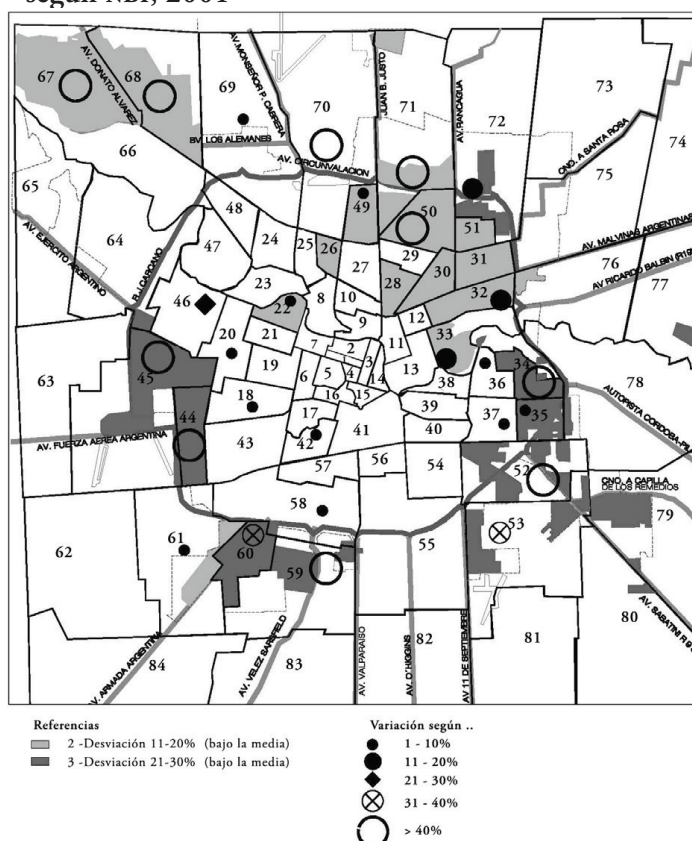 según NBI, 2001
67
68
AV. DONATO ALVAREZ
69
AV. MONSEÑOR P. CABRERA
70
JUAN B. JUSTO
71
AV. RANCAGUA
72
73
74
BV. LOS ALEMANES
AV. CIRCUNVALACION
CNO. A SANTA ROSA
75
66
65
64
AV. EJERCITO ARGENTINO
R.J. CARCANO
48
47
24
25
26
49
27
50
51
29
28
30
31
AV. MALVINAS ARGENTINAS
76
AV RICARDO BALBIN (R19
77
46
23
22
8
10
9
32
12
33
20
21
7
2
3
11
13
19
6
5
4
14
16
15
38
36
34
78
63
45
18
17
39
37
35
AUTOPISTA CORDOBA-PIL
44
43
42
41
40
AV. FUERZA AEREA ARGENTINA
57
56
54
52
CNO. A CAPILLA
DE LOS REMEDIOS
79
58
53
62
61
60
59
55
80
AV. SABATINI R 9
84
AV. ARMADA ARGENTINA
83
AV. VELEZ SARSFIELD
AV. VALPARAISO
82
AV. O'HIGGINS
AV 11 DE SEPTIEMBRE
81
Referencias
2 -Desviación 11-20% (bajo la media)
3 -Desviación 21-30% (bajo la media)
Variación según ..
1 - 10%
11 - 20%
21 - 30%
31 - 40%
> 40%